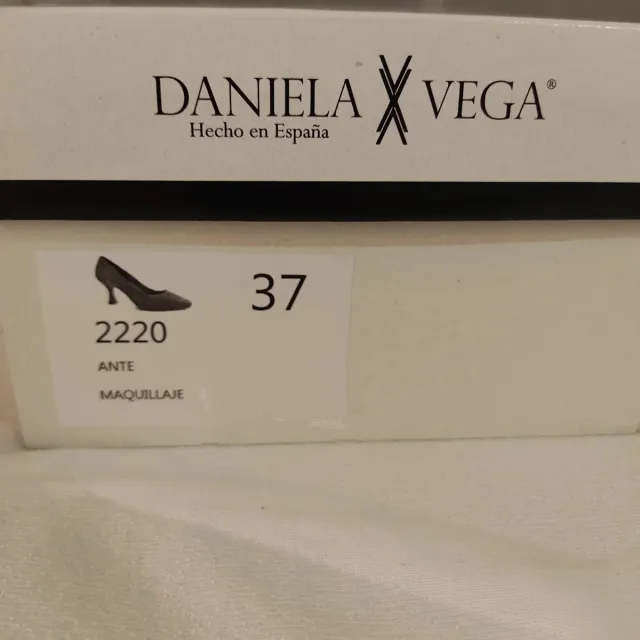 DANIELA VEGA®
Hecho en España
37
2220
ANTE
MAQUILLAJE